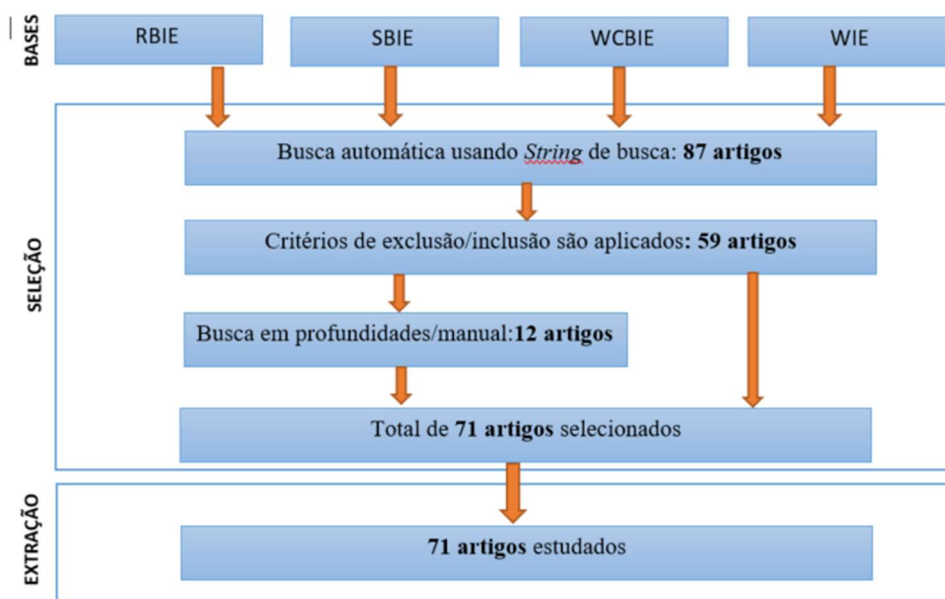 BASES
RBIE
SBIE
WCBIE
WIE
SELEÇÃO
Busca automática usando String de busca: 87 artigos
Critérios de exclusão/inclusão são aplicados: 59 artigos
Busca em profundidades/manual:12 artigos
Total de 71 artigos selecionados
EXTRAÇÃO
71 artigos estudados